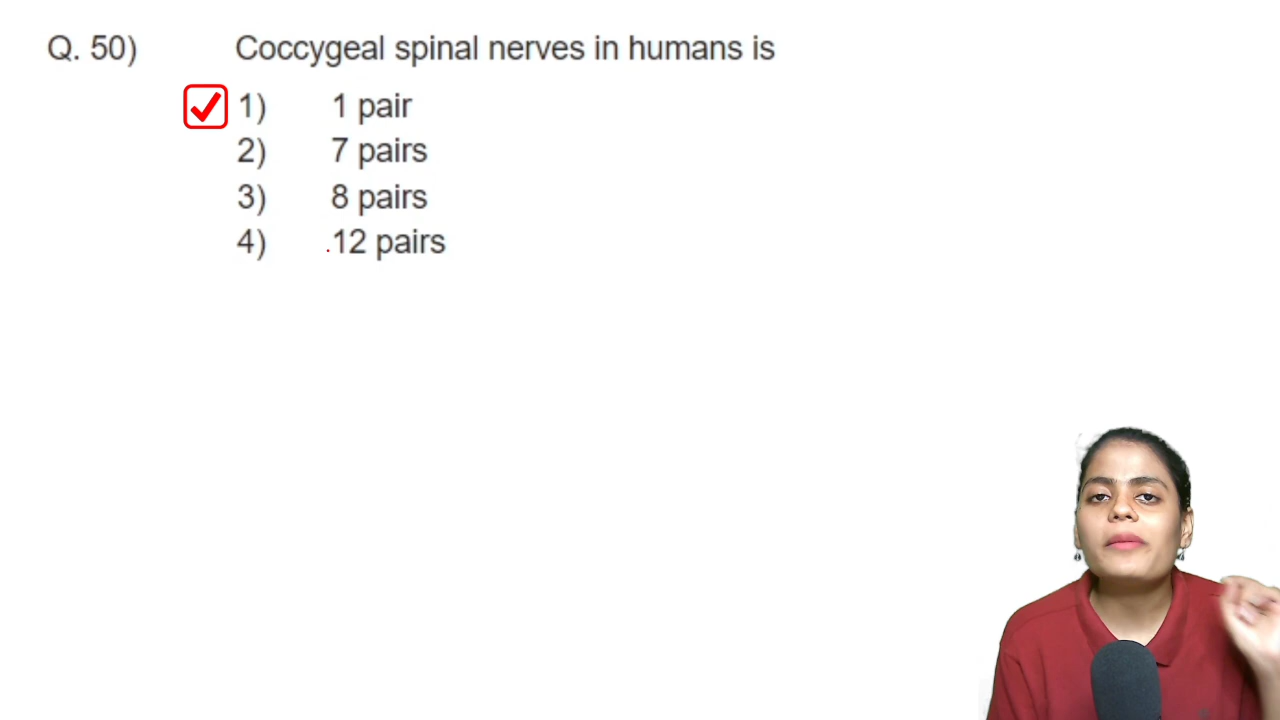 Q. 50) Coccygeal spinal nerves in humans is
1) 1 pair
2) 7 pairs
3) 8 pairs
4) .12 pairs